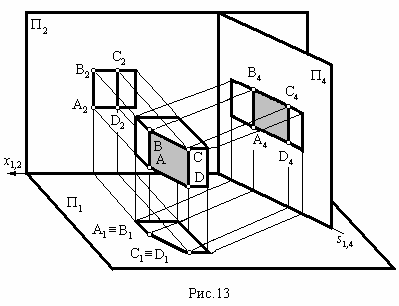 П₂
C₂
B₂
П₄
B₄
C₄
A₂
D₂
B
C
A
A₄
D
D₄
x₁,₂
П₁
A₁≡B₁
s₁,₄
C₁≡D₁
Рис.13